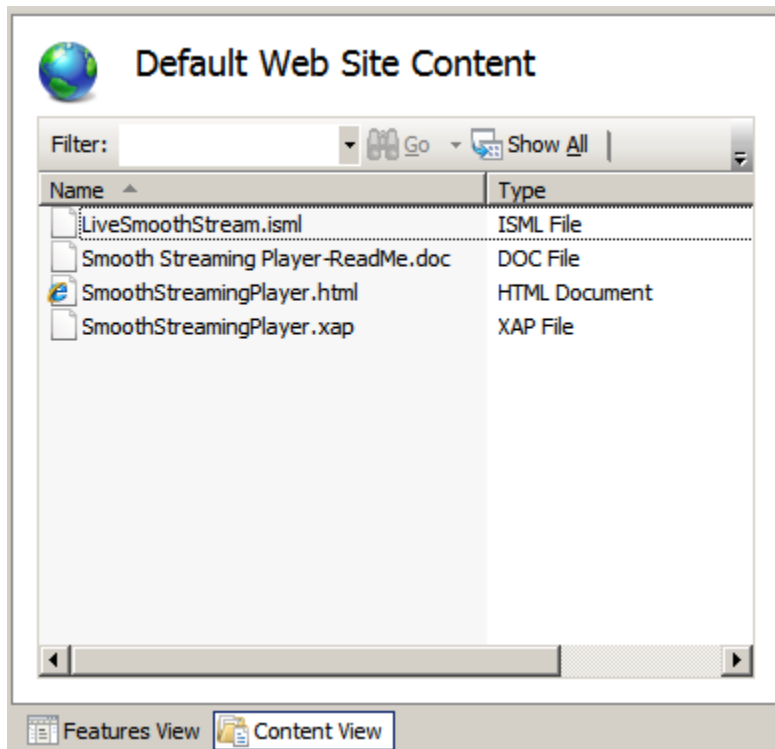 Default Web Site Content
Filter: Go Show All
Name Type
LiveSmoothStream.isml ISML File
Smooth Streaming Player-ReadMe.doc DOC File
SmoothStreamingPlayer.html HTML Document
SmoothStreamingPlayer.xap XAP File
Features View Content View